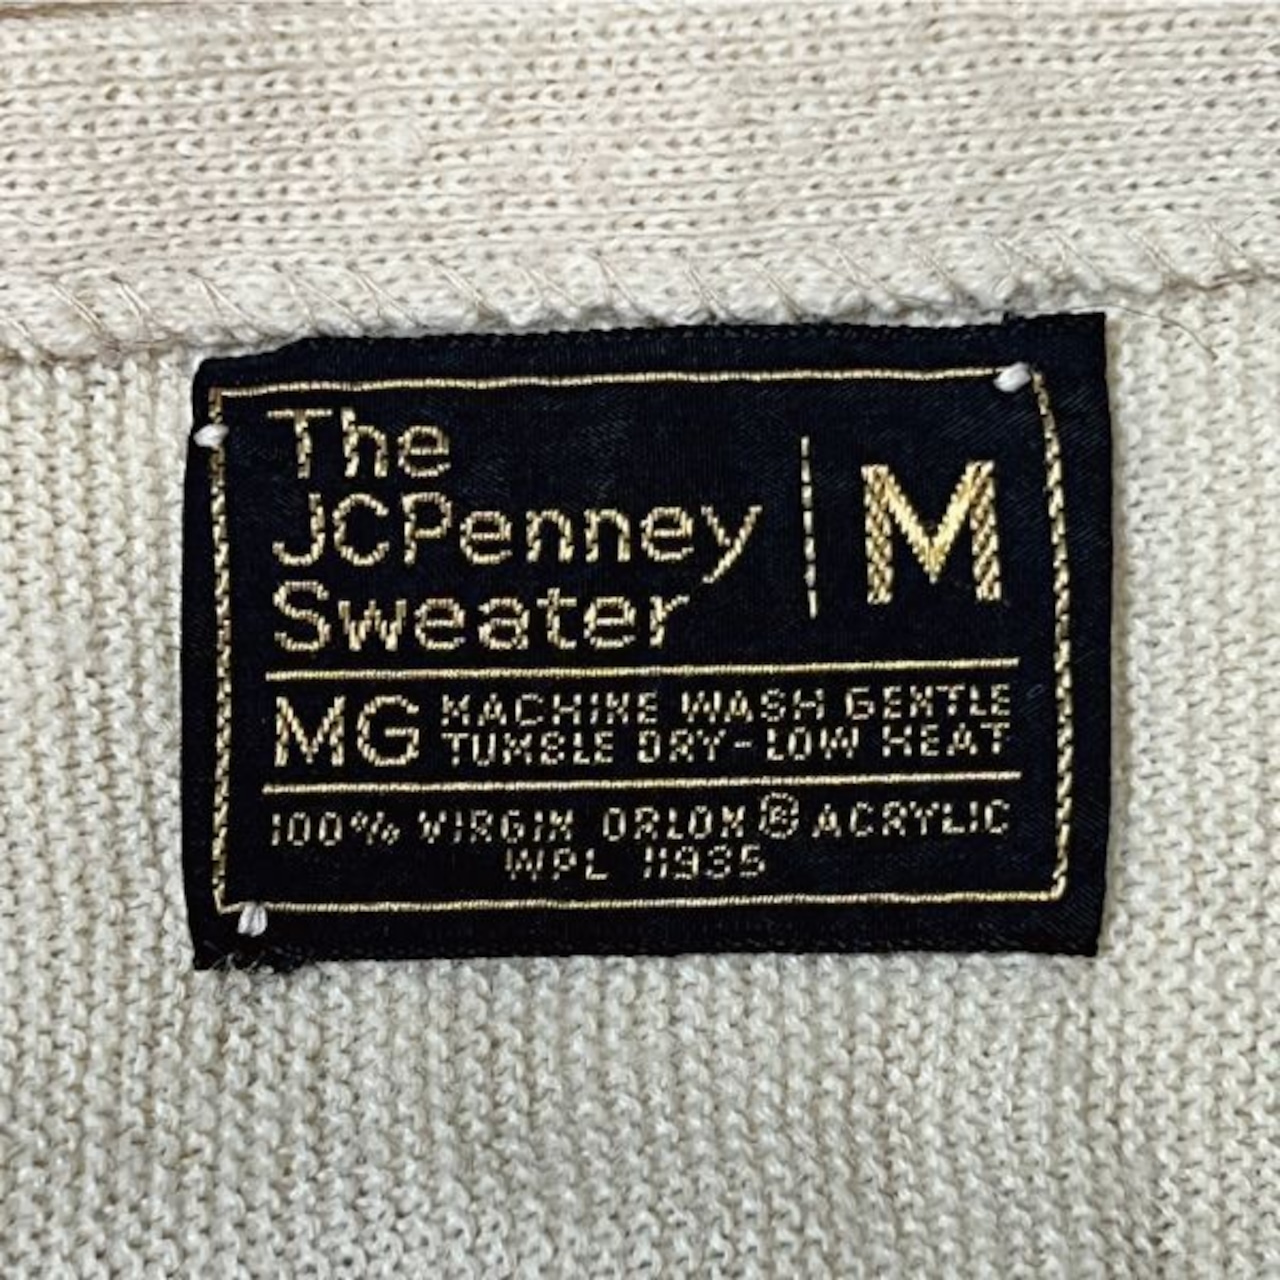 The
JCPenney
Sweater
M
MG
MACHINE WASH GENTLE
TUMBLE DRY-LOW HEAT
100% VIRGIN ORLON® ACRYLIC
WPL 11935